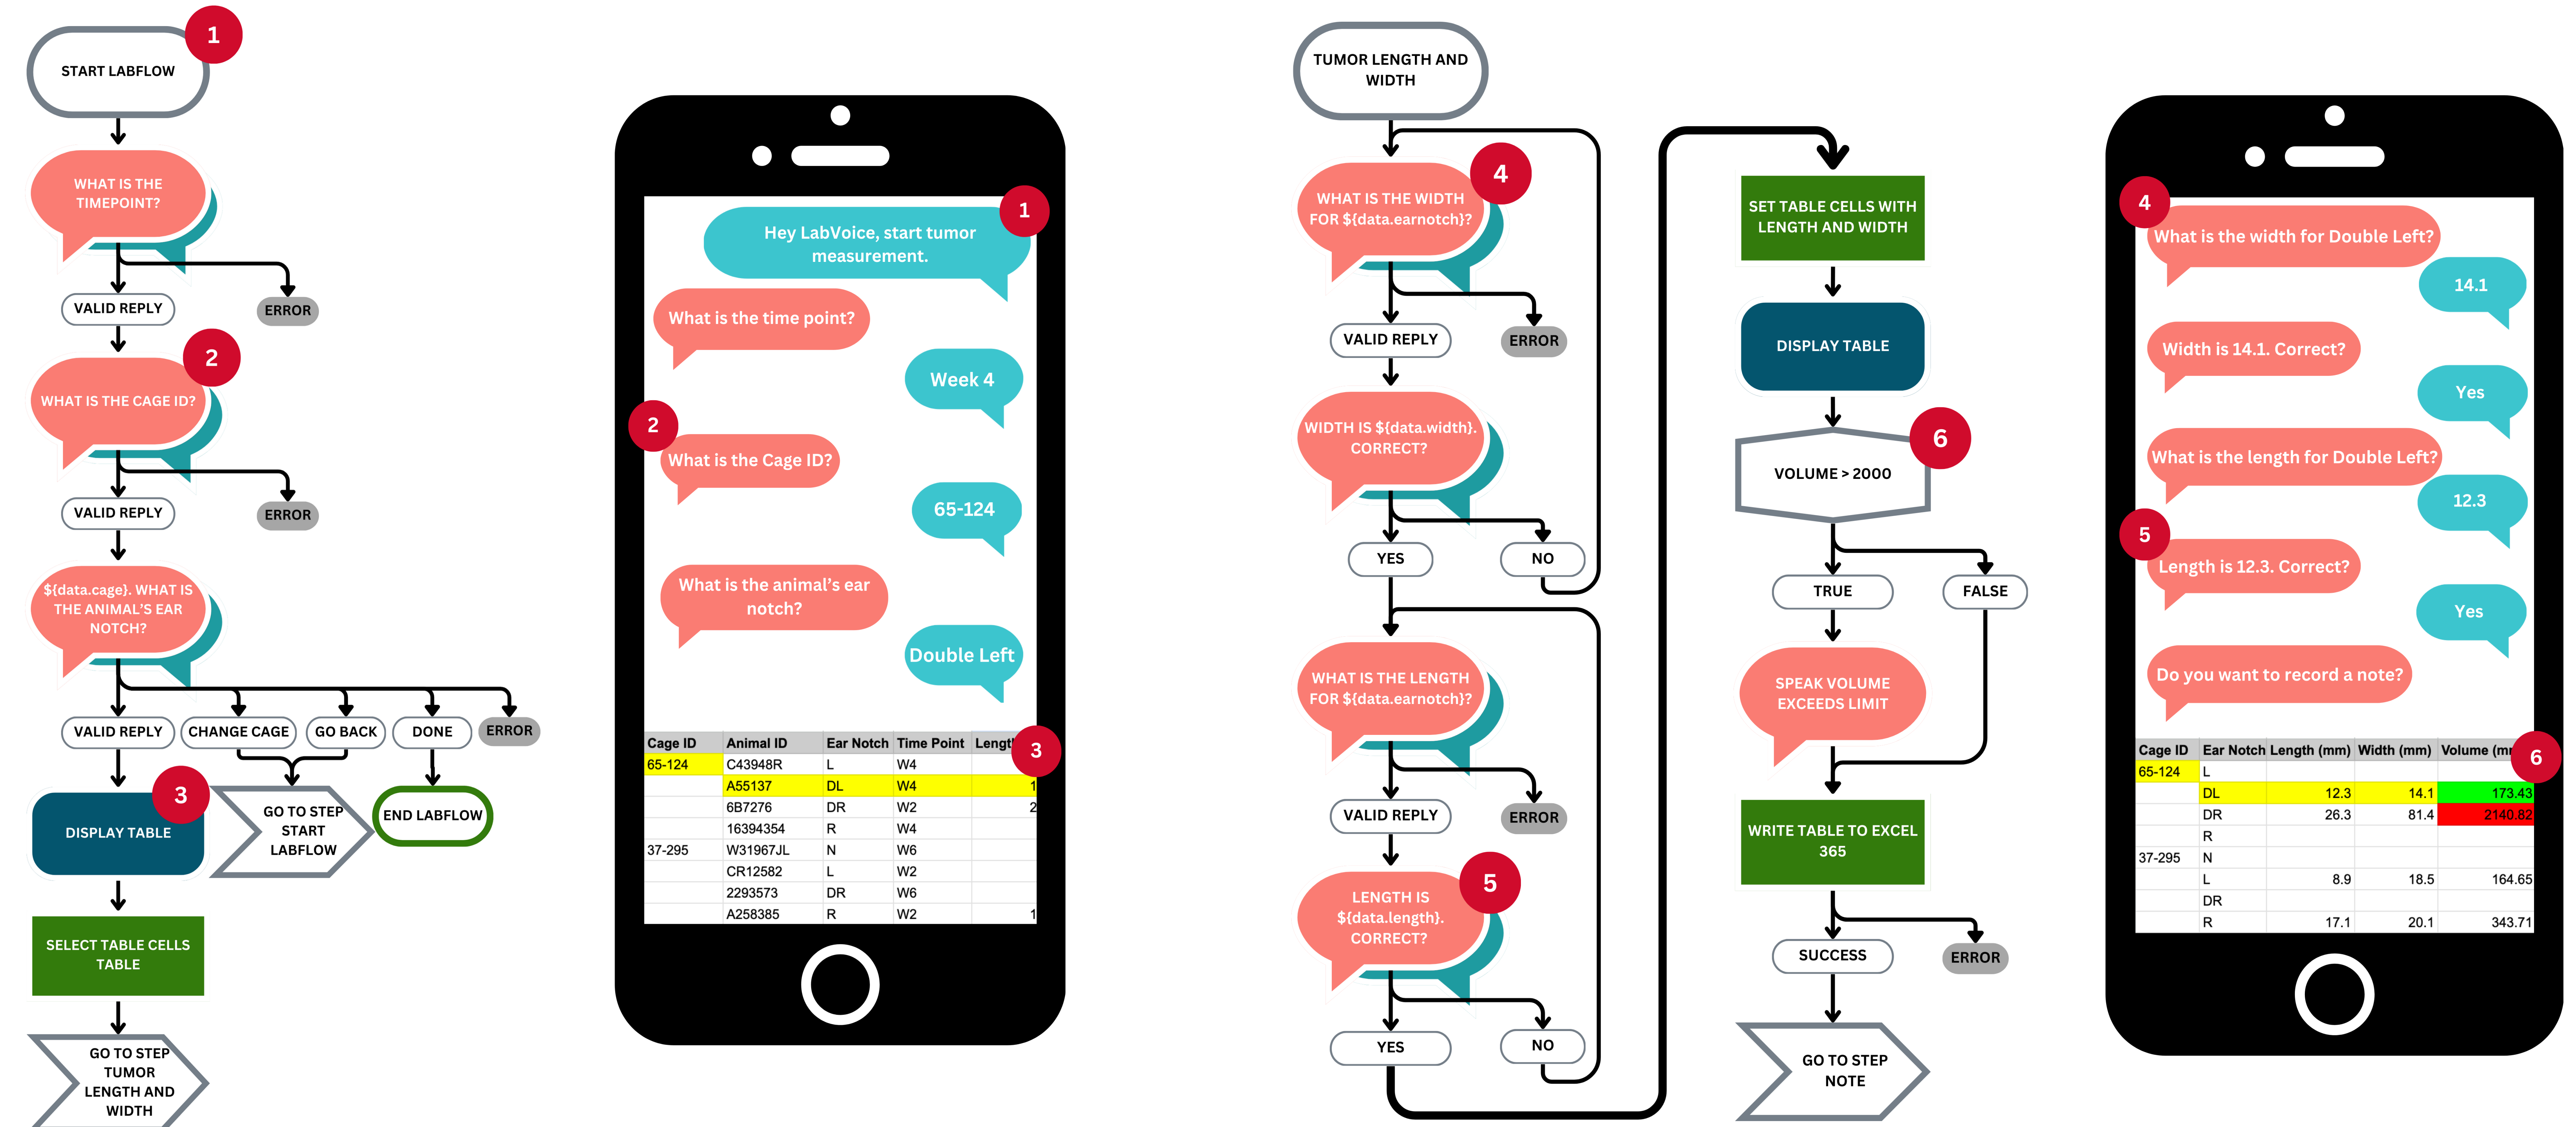 1
START LABFLOW
WHAT IS THE
TIMEPOINT?
VALID REPLY
ERROR
2
WHAT IS THE CAGE ID?
VALID REPLY
ERROR
${data.cage}. WHAT IS
THE ANIMAL'S EAR
NOTCH?
VALID REPLY
CHANGE CAGE
GO BACK
DONE
ERROR
3
DISPLAY TABLE
GO TO STEP
START
LABFLOW
END LABFLOW
SELECT TABLE CELLS
TABLE
GO TO STEP
TUMOR
LENGTH AND
WIDTH
1
Hey LabVoice, start tumor
measurement.
What is the time point?
Week 4
2
What is the Cage ID?
65-124
What is the animal's ear
notch?
Double Left
3
Cage ID Animal ID Ear Notch Time Point Lengt
65-124 C43948R L W4
A55137 DL W4 1
6B7276 DR W2 2
16394354 R W4
37-295 W31967JL N W6
CR12582 L W2
2293573 DR W6
A258385 R W2 1
TUMOR LENGTH AND
WIDTH
4
WHAT IS THE WIDTH
FOR ${data.earnotch}?
VALID REPLY
ERROR
WIDTH IS ${data.width}.
CORRECT?
YES
NO
WHAT IS THE LENGTH
FOR ${data.earnotch}?
VALID REPLY
ERROR
5
LENGTH IS
${data.length}.
CORRECT?
YES
NO
SET TABLE CELLS WITH
LENGTH AND WIDTH
DISPLAY TABLE
6
VOLUME > 2000
TRUE
FALSE
SPEAK VOLUME
EXCEEDS LIMIT
WRITE TABLE TO EXCEL
365
SUCCESS
ERROR
GO TO STEP
NOTE
4
What is the width for Double Left?
14.1
Width is 14.1. Correct?
Yes
What is the length for Double Left?
12.3
5
Length is 12.3. Correct?
Yes
Do you want to record a note?
6
Cage ID Ear Notch Length (mm) Width (mm) Volume (m
65-124 L
DL 12.3 14.1 173.43
DR 26.3 81.4 2140.82
R
37-295 N
L 8.9 18.5 164.65
DR
R 17.1 20.1 343.71